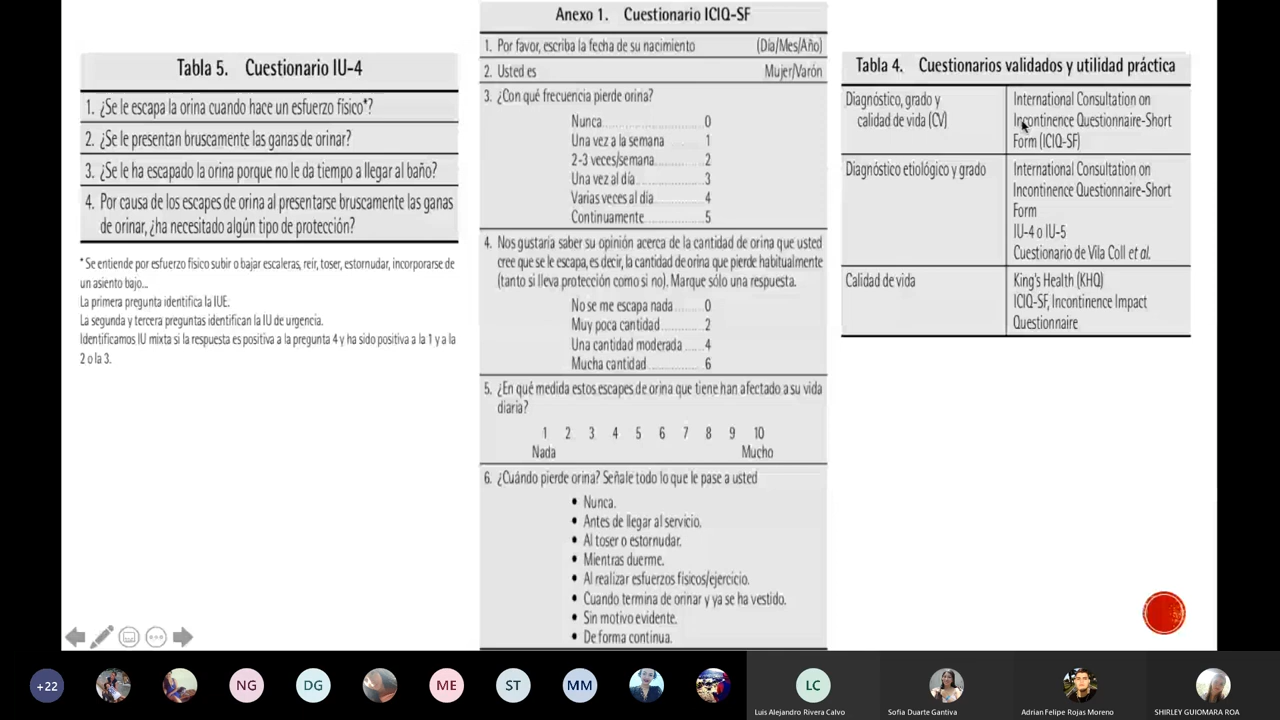 Tabla 5. Cuestionario IU-4
1. ¿Se le escapa la orina cuando hace un esfuerzo físico*?
2. ¿Se le presentan bruscamente las ganas de orinar?
3. ¿Se le ha escapado la orina porque no le da tiempo a llegar al baño?
4. Por causa de los escapes de orina al presentarse bruscamente las ganas
de orinar, ¿ha necesitado algún tipo de protección?
* Se entiende por esfuerzo físico subir o bajar escaleras, reir, toser, estornudar, incorporarse de
un asiento bajo...
La primera pregunta identifica la IUE.
La segunda y tercera preguntas identifican la IU de urgencia.
Identificamos IU mixta si la respuesta es positiva a la pregunta 4 y ha sido positiva a la 1 y a la
2 o la 3.
Anexo 1. Cuestionario ICIQ-SF
1. Por favor, escriba la fecha de su nacimiento (Día/Mes/Año)
2. Usted es Mujer/Varón
3. ¿Con qué frecuencia pierde orina?
Nunca 0
Una vez a la semana 1
2-3 veces/semana 2
Una vez al día 3
Varias veces al día 4
Continuamente 5
4. Nos gustaría saber su opinión acerca de la cantidad de orina que usted
cree que se le escapa, es decir, la cantidad de orina que pierde habitualmente
(tanto si lleva protección como si no). Marque sólo una respuesta.
No se me escapa nada 0
Muy poca cantidad 2
Una cantidad moderada 4
Mucha cantidad 6
5. ¿En qué medida estos escapes de orina que tiene han afectado a su vida
diaria?
1 2 3 4 5 6 7 8 9 10
Nada Mucho
6. ¿Cuándo pierde orina? Señale todo lo que le pase a usted
• Nunca.
• Antes de llegar al servicio.
• Al toser o estornudar.
• Mientras duerme.
• Al realizar esfuerzos físicos/ejercicio.
• Cuando termina de orinar y ya se ha vestido.
• Sin motivo evidente.
• De forma continua.
Tabla 4. Cuestionarios validados y utilidad práctica
Diagnóstico, grado y
calidad de vida (CV)
International Consultation on
Incontinence Questionnaire-Short
Form (ICIQ-SF)
Diagnóstico etiológico y grado
International Consultation on
Incontinence Questionnaire-Short
Form
IU-4 o IU-5
Cuestionario de Vila Coll et al.
Calidad de vida
King's Health (KHQ)
ICIQ-SF, Incontinence Impact
Questionnaire
+22
NG
DG
ME
ST
MM
LC
Luis Alejandro Rivera Calvo
Sofia Duarte Gantiva
Adrian Felipe Rojas Moreno
SHIRLEY GUIOMARA ROA